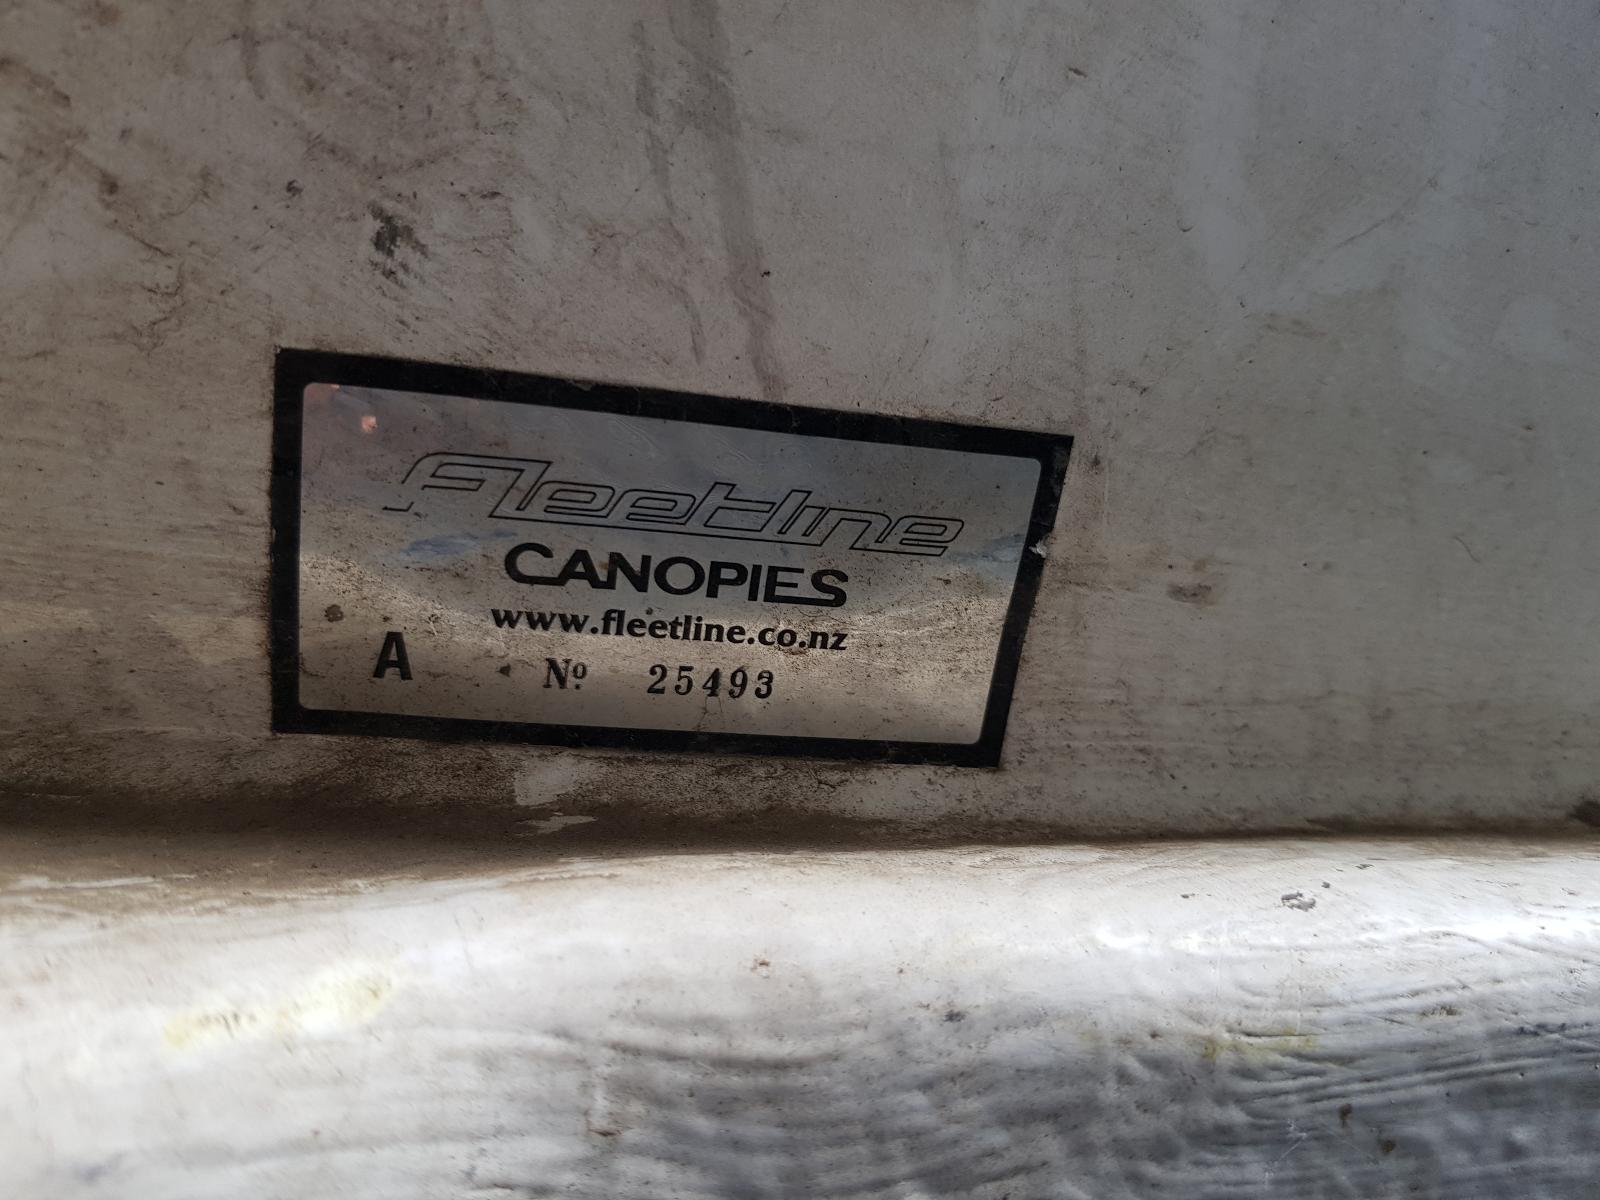 Fleetline
CANOPIES
www.fleetline.co.nz
A Nº 25493